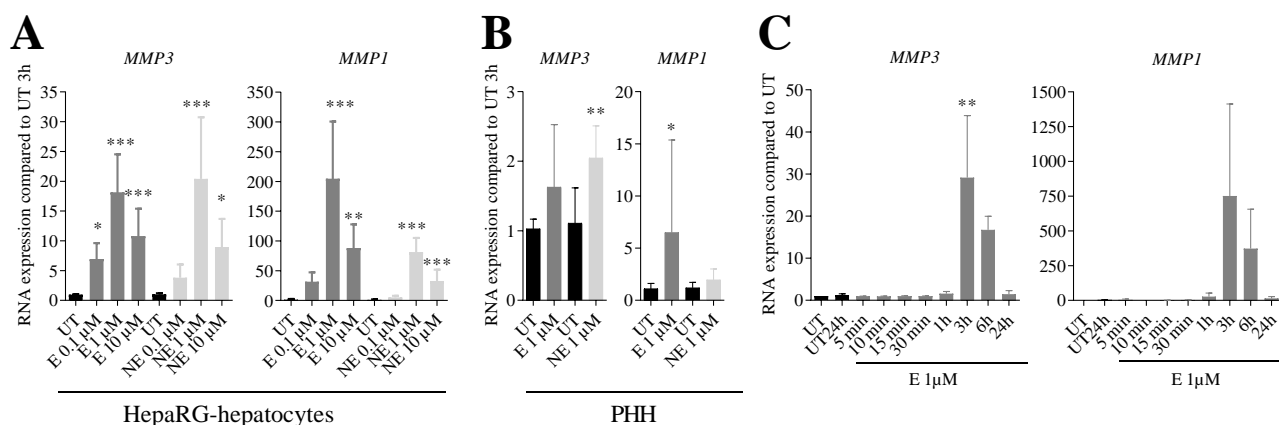 A
MMP3
RNA expression compared to UT 3h
35
30
25
20
15
10
5
0
*
***
***
***
*
UT
E 0.1 µM
E 1 µM
E 10 µM
UT
NE 0.1 µM
NE 1 µM
NE 10 µM
MMP1
350
300
250
200
150
100
50
0
***
**
***
***
UT
E 0.1 µM
E 1 µM
E 10 µM
UT
NE 0.1 µM
NE 1 µM
NE 10 µM
HepaRG-hepatocytes
B
MMP3
RNA expression compared to UT 3h
3
2
1
0
**
UT
E 1 µM
UT
NE 1 µM
MMP1
20
15
10
5
0
*
UT
E 1 µM
UT
NE 1 µM
PHH
C
MMP3
RNA expression compared to UT
50
40
30
20
10
0
**
UT
UT24h
5 min
10 min
15 min
30 min
1h
3h
6h
24h
E 1µM
MMP1
1500
1250
1000
750
500
250
0
UT
UT24h
5 min
10 min
15 min
30 min
1h
3h
6h
24h
E 1µM